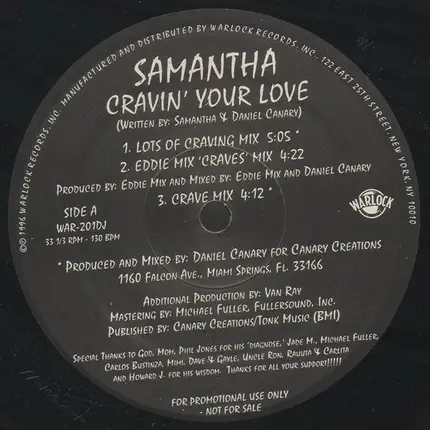 ℗© 1996 WARLOCK RECORDS, INC. MANUFACTURED AND DISTRIBUTED BY WARLOCK RECORDS, INC., 122 EAST 25TH STREET, NEW YORK, NY 10010
SAMANTHA
CRAVIN' YOUR LOVE
(WRITTEN BY: SAMANTHA & DANIEL CANARY)
1. LOTS OF CRAVING MIX 5:05 *
2. EDDIE MIX 'CRAVES' MIX 4:22
PRODUCED BY: EDDIE MIX AND MIXED BY: EDDIE MIX AND DANIEL CANARY
3. CRAVE MIX 4:12 *
SIDE A
WAR-201DJ
33 1/3 RPM - 130 BPM
WARLOCK
* PRODUCED AND MIXED BY: DANIEL CANARY FOR CANARY CREATIONS
1160 FALCON AVE., MIAMI SPRINGS, FL. 33166
ADDITIONAL PRODUCTION BY: VAN RAY
MASTERING BY: MICHAEL FULLER, FULLERSOUND, INC.
PUBLISHED BY: CANARY CREATIONS/TONK MUSIC (BMI)
SPECIAL THANKS TO GOD, MOM, PHIL JONES FOR HIS 'DIAGNOSE,' JADE M., MICHAEL FULLER,
CARLOS BUSTINZA, MIMI, DAVE & GAYLE, UNCLE RON, RAUUTA & CARLITA
AND HOWARD J. FOR HIS WISDOM. THANKS FOR ALL YOUR SUPPORT!!!!!
FOR PROMOTIONAL USE ONLY
- NOT FOR SALE